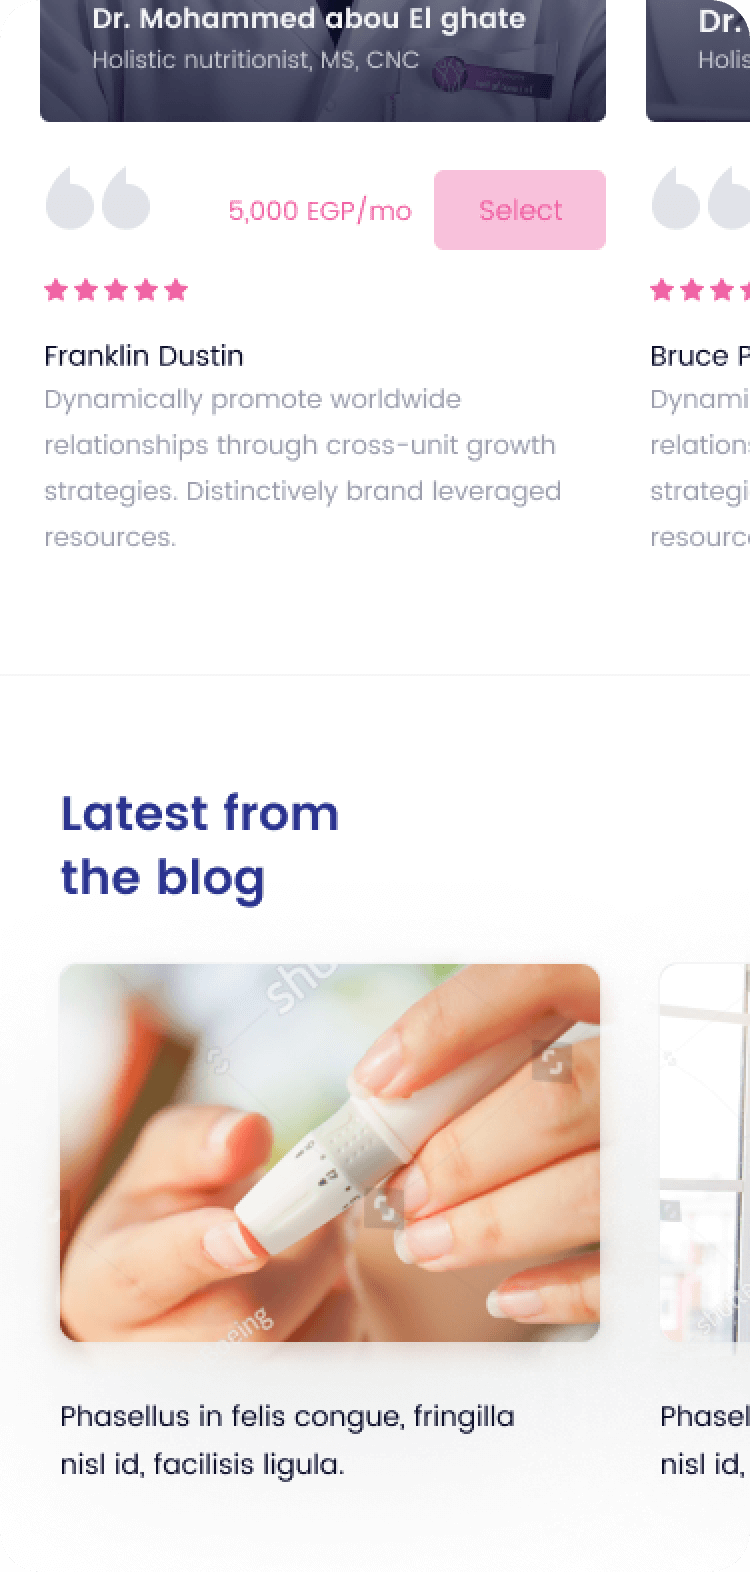 Dr. Mohammed abou El ghate
Holistic nutritionist, MS, CNC
Dr.
Holis
5,000 EGP/mo
Select
Franklin Dustin
Dynamically promote worldwide
relationships through cross-unit growth
strategies. Distinctively brand leveraged
resources.
Bruce P
Dynami
relations
strategi
resourc
Latest from
the blog
shu
Phasellus in felis congue, fringilla
nisl id, facilisis ligula.
Phasel
nisl id,